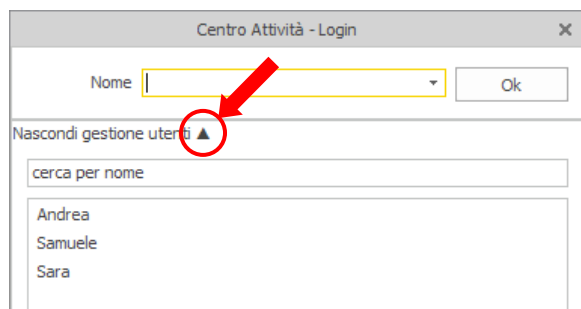 Centro Attività - Login
Nome
Ok
Nascondi gestione utenti ▲
cerca per nome
Andrea
Samuele
Sara